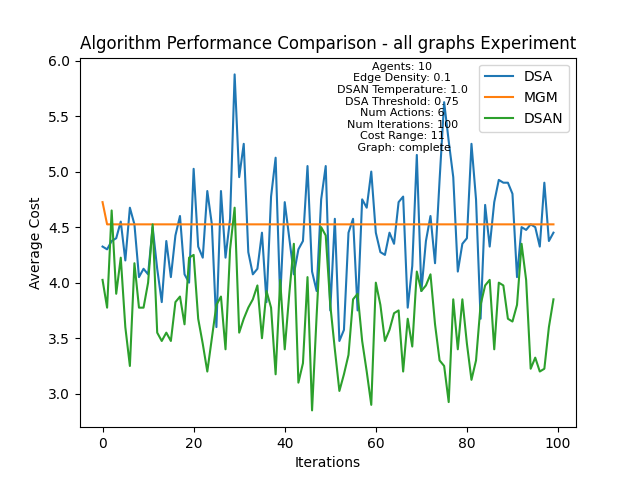 Algorithm Performance Comparison - all graphs Experiment
Agents: 10
Edge Density: 0.1
DSAN Temperature: 1.0
DSA Threshold: 0.75
Num Actions: 6
Num Iterations: 100
Cost Range: 11
Graph: complete
DSA
MGM
DSAN
Average Cost
6.0
5.5
5.0
4.5
4.0
3.5
3.0
0
20
40
60
80
100
Iterations